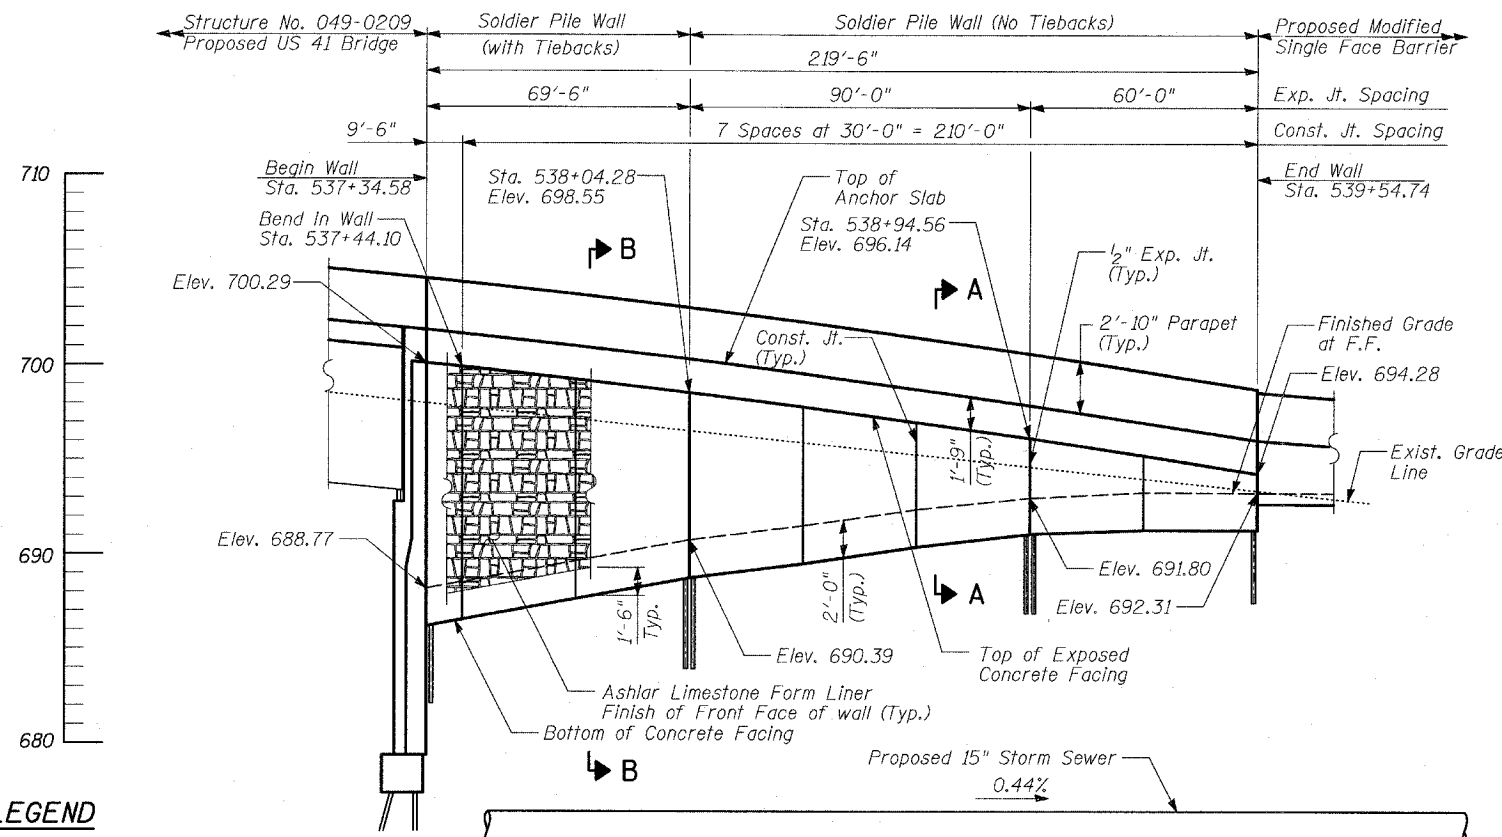 Structure No. 049-0209
Proposed US 41 Bridge
Soldier Pile Wall
(with Tiebacks)
Soldier Pile Wall (No Tiebacks)
Proposed Modified
Single Face Barrier
219'-6"
69'-6"
90'-0"
60'-0"
Exp. Jt. Spacing
9'-6"
7 Spaces at 30'-0" = 210'-0"
Const. Jt. Spacing
710
Begin Wall
Sta. 537+34.58
Sta. 538+04.28
Elev. 698.55
Top of
Anchor Slab
End Wall
Sta. 539+54.74
Bend in Wall
Sta. 537+44.10
Sta. 538+94.56
Elev. 696.14
B
1/2" Exp. Jt.
(Typ.)
Elev. 700.29
A
2'-10" Parapet
(Typ.)
Finished Grade
at F.F.
Const. Jt.
(Typ.)
700
Elev. 694.28
1'-9"
(Typ.)
Exist. Grade
Line
Elev. 688.77
690
Elev. 691.80
A
Elev. 692.31
1'-6"
Typ.
2'-0"
(Typ.)
Elev. 690.39
Top of Exposed
Concrete Facing
Ashlar Limestone Form Liner
Finish of Front Face of wall (Typ.)
Bottom of Concrete Facing
680
B
Proposed 15" Storm Sewer
0.44%
LEGEND